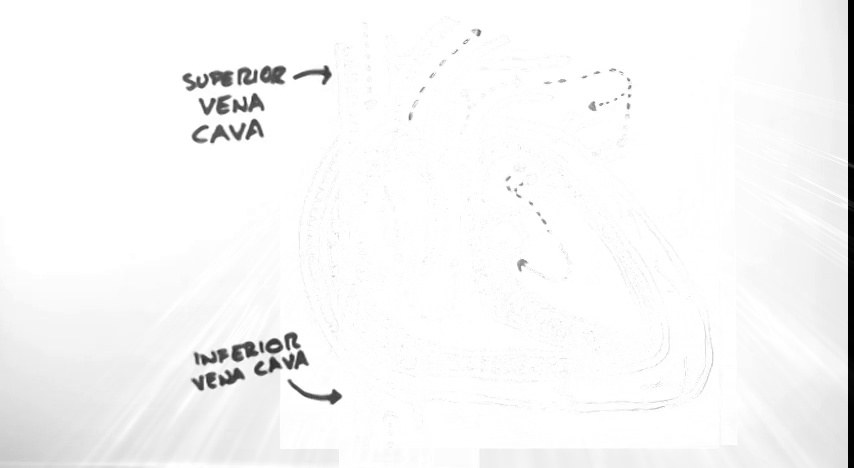 SUPERIOR
VENA
CAVA
INFERIOR
VENA CAVA